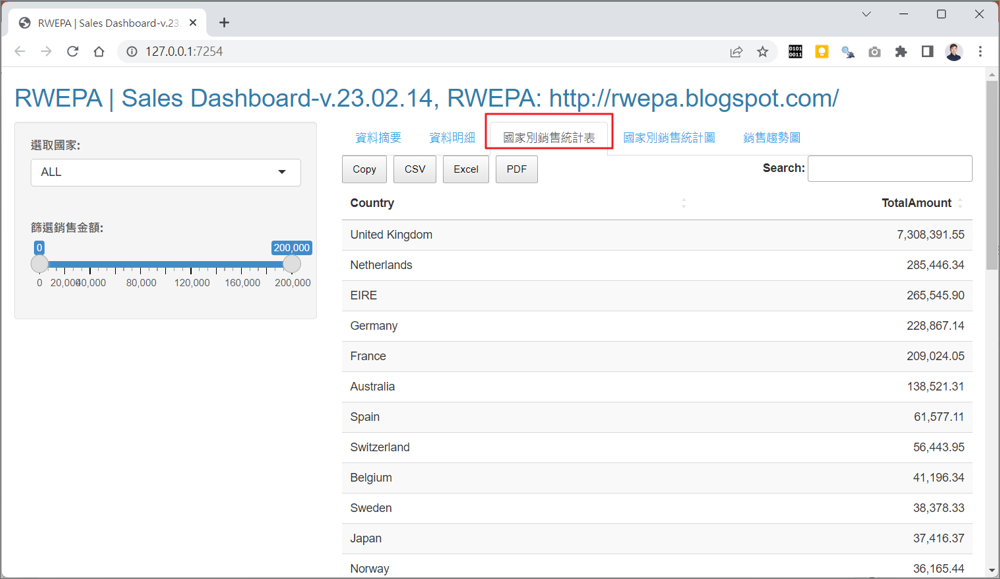 RWEPA | Sales Dashboard-v.23.02.14
127.0.0.1:7254
0101
0011
RWEPA | Sales Dashboard-v.23.02.14, RWEPA: http://rwepa.blogspot.com/
選取國家:
ALL
篩選銷售金額:
0 200,000
0 20,000 40,000 80,000 120,000 160,000 200,000
資料摘要 資料明細 國家別銷售統計表 國家別銷售統計圖 銷售趨勢圖
Copy CSV Excel PDF Search:
Country TotalAmount
United Kingdom 7,308,391.55
Netherlands 285,446.34
EIRE 265,545.90
Germany 228,867.14
France 209,024.05
Australia 138,521.31
Spain 61,577.11
Switzerland 56,443.95
Belgium 41,196.34
Sweden 38,378.33
Japan 37,416.37
Norway 36,165.44